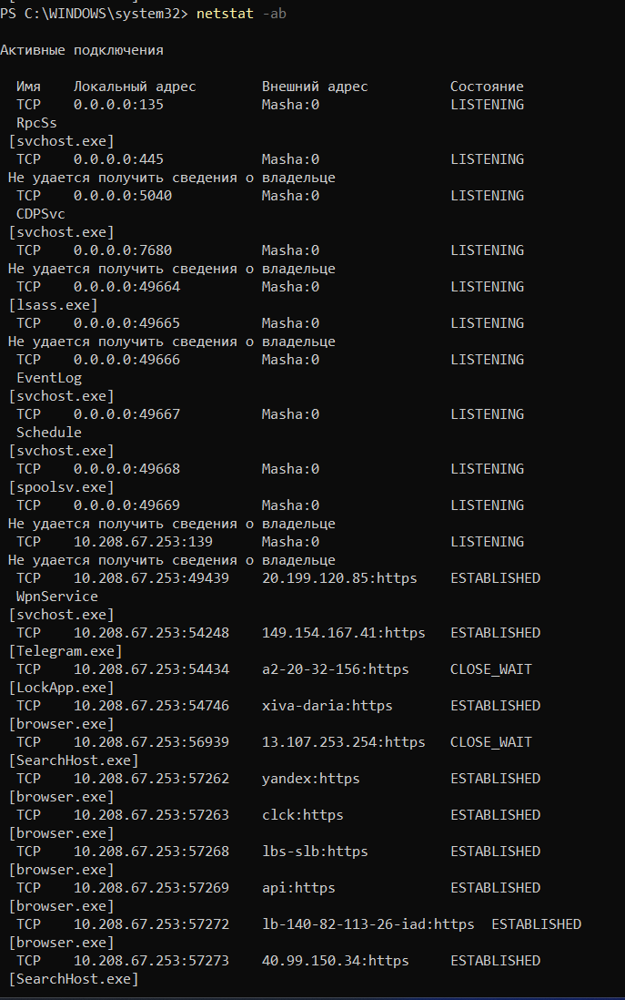 PS C:\WINDOWS\system32> netstat -ab
Активные подключения
Имя Локальный адрес Внешний адрес Состояние
TCP 0.0.0.0:135 Masha:0 LISTENING
RpcSs
[svchost.exe]
TCP 0.0.0.0:445 Masha:0 LISTENING
Не удается получить сведения о владельце
TCP 0.0.0.0:5040 Masha:0 LISTENING
CDPSvc
[svchost.exe]
TCP 0.0.0.0:7680 Masha:0 LISTENING
Не удается получить сведения о владельце
TCP 0.0.0.0:49664 Masha:0 LISTENING
[lsass.exe]
TCP 0.0.0.0:49665 Masha:0 LISTENING
Не удается получить сведения о владельце
TCP 0.0.0.0:49666 Masha:0 LISTENING
EventLog
[svchost.exe]
TCP 0.0.0.0:49667 Masha:0 LISTENING
Schedule
[svchost.exe]
TCP 0.0.0.0:49668 Masha:0 LISTENING
[spoolsv.exe]
TCP 0.0.0.0:49669 Masha:0 LISTENING
Не удается получить сведения о владельце
TCP 10.208.67.253:139 Masha:0 LISTENING
Не удается получить сведения о владельце
TCP 10.208.67.253:49439 20.199.120.85:https ESTABLISHED
WpnService
[svchost.exe]
TCP 10.208.67.253:54248 149.154.167.41:https ESTABLISHED
[Telegram.exe]
TCP 10.208.67.253:54434 a2-20-32-156:https CLOSE_WAIT
[LockApp.exe]
TCP 10.208.67.253:54746 xiva-daria:https ESTABLISHED
[browser.exe]
TCP 10.208.67.253:56939 13.107.253.254:https CLOSE_WAIT
[SearchHost.exe]
TCP 10.208.67.253:57262 yandex:https ESTABLISHED
[browser.exe]
TCP 10.208.67.253:57263 clck:https ESTABLISHED
[browser.exe]
TCP 10.208.67.253:57268 lbs-slb:https ESTABLISHED
[browser.exe]
TCP 10.208.67.253:57269 api:https ESTABLISHED
[browser.exe]
TCP 10.208.67.253:57272 lb-140-82-113-26-iad:https ESTABLISHED
[browser.exe]
TCP 10.208.67.253:57273 40.99.150.34:https ESTABLISHED
[SearchHost.exe]